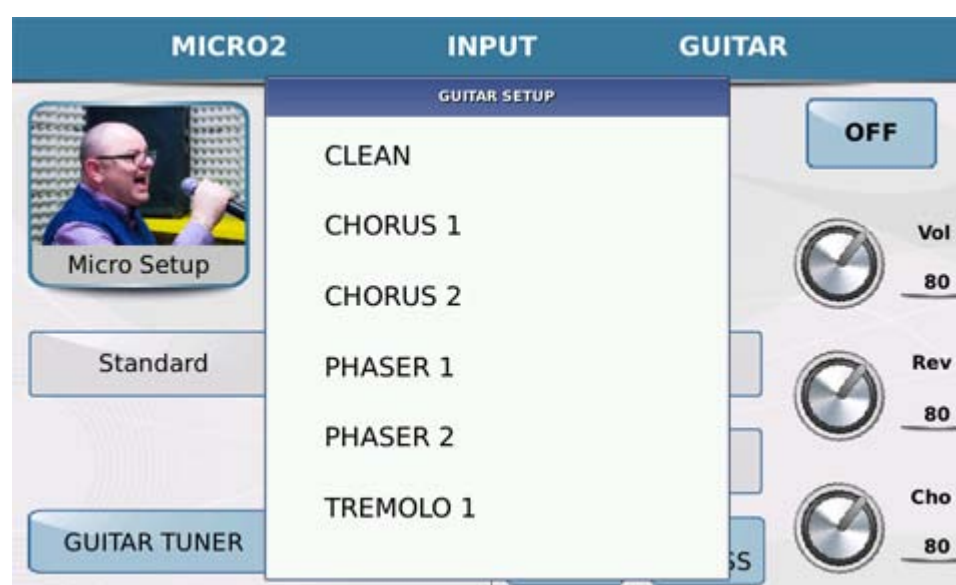 MICRO2 INPUT GUITAR
GUITAR SETUP
OFF
CLEAN
CHORUS 1
Vol
Micro Setup
80
CHORUS 2
Standard
PHASER 1
Rev
80
PHASER 2
TREMOLO 1
Cho
GUITAR TUNER
80